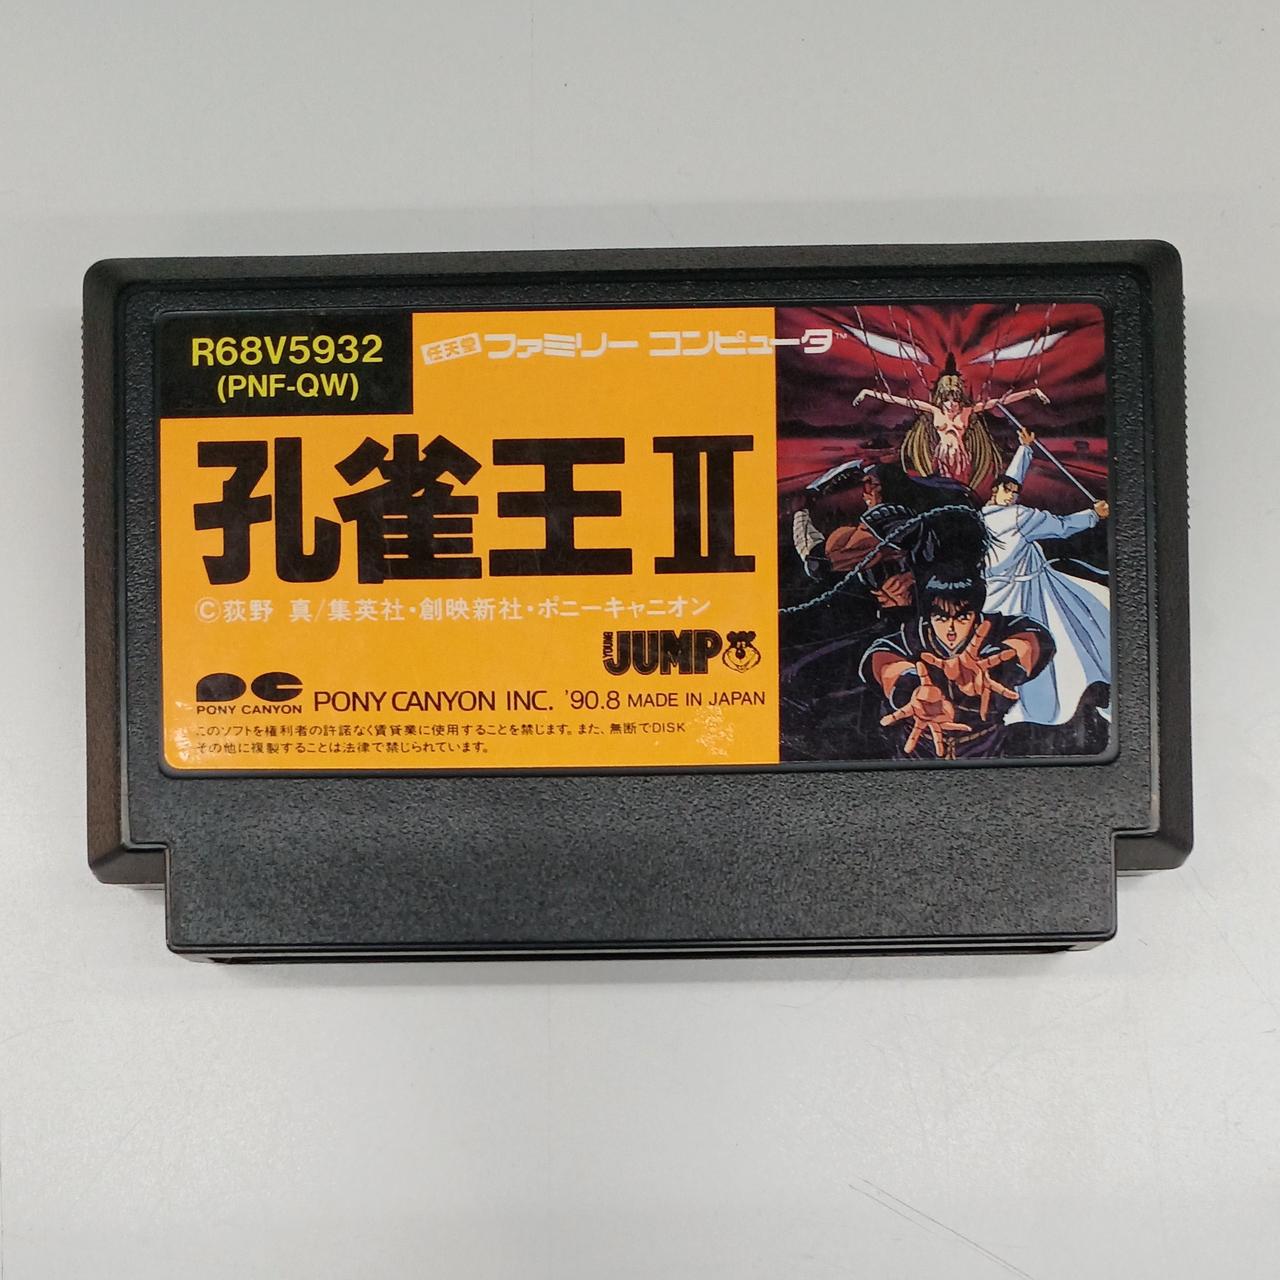 R68V5932
(PNF-QW)
任天堂 ファミリー コンピュータ™
孔雀王Ⅱ
©荻野 真/集英社・創映新社・ポニーキャニオン
YOUNG JUMP
PONY CANYON PONY CANYON INC. '90.8 MADE IN JAPAN
このソフトを権利者の許諾なく賃貸業に使用することを禁じます。また、無断でDISK
その他に複製することは法律で禁じられています。